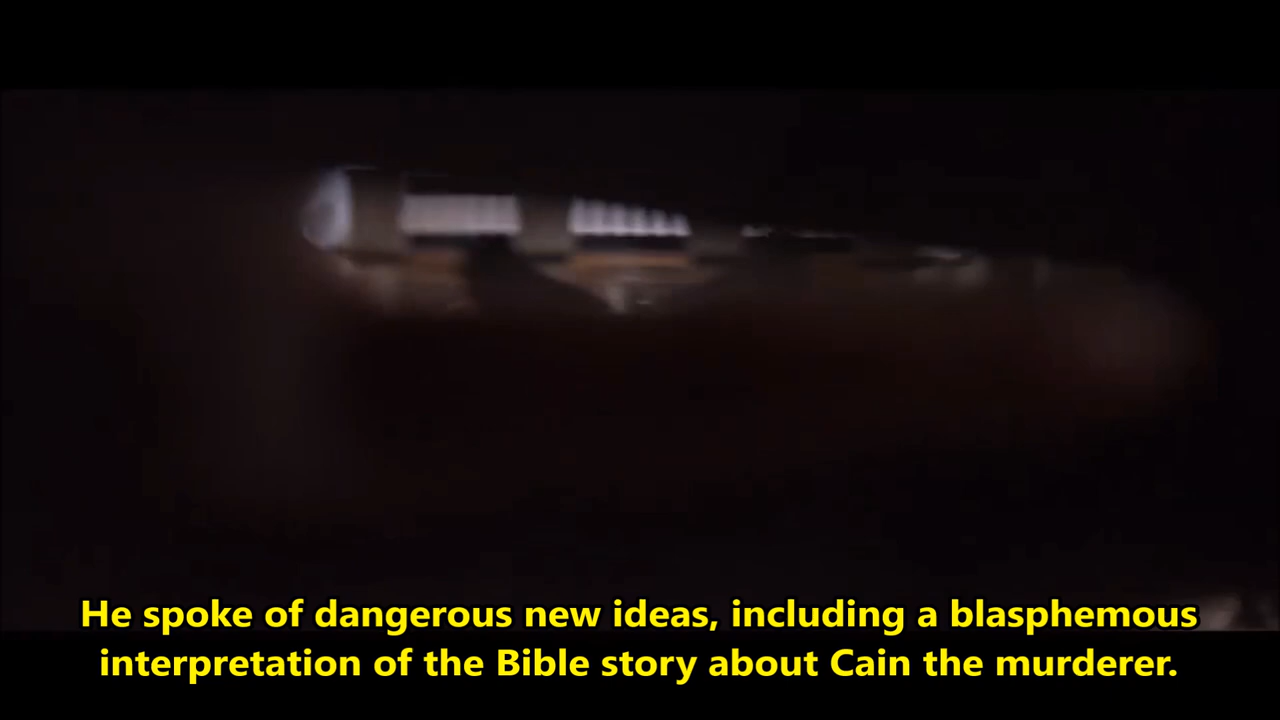 He spoke of dangerous new ideas, including a blasphemous
interpretation of the Bible story about Cain the murderer.